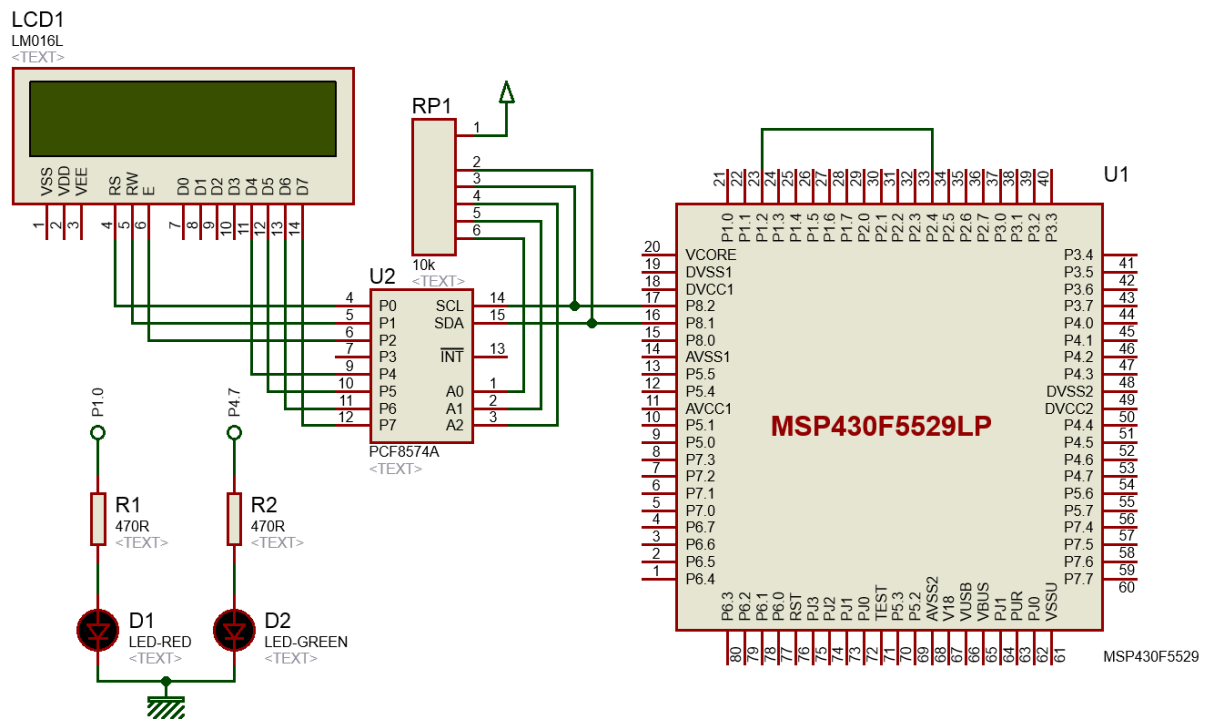 LCD1
LM016L
<TEXT>
VSS
VDD
VEE
RS
RW
E
D0
D1
D2
D3
D4
D5
D6
D7
1
2
3
4
5
6
7
8
9
10
11
12
13
14
RP1
1
2
3
4
5
6
10k
<TEXT>
U2
4 P0 SCL 14
5 P1 SDA 15
6 P2
7 P3 INT 13
9 P4
10 P5 A0 1
11 P6 A1 2
12 P7 A2 3
PCF8574A
<TEXT>
P1.0
P4.7
R1
470R
<TEXT>
R2
470R
<TEXT>
D1
LED-RED
<TEXT>
D2
LED-GREEN
<TEXT>
U1
21
22
23
24
25
26
27
28
29
30
31
32
33
34
35
36
37
38
39
40
P1.0
P1.1
P1.2
P1.3
P1.4
P1.5
P1.6
P1.7
P2.0
P2.1
P2.2
P2.3
P2.4
P2.5
P2.6
P2.7
P3.0
P3.1
P3.2
P3.3
20 VCORE
19 DVSS1
18 DVCC1
17 P8.2
16 P8.1
15 P8.0
14 AVSS1
13 P5.5
12 P5.4
11 AVCC1
10 P5.1
9 P5.0
8 P7.3
7 P7.2
6 P7.1
5 P7.0
4 P6.7
3 P6.6
2 P6.5
1 P6.4
MSP430F5529LP
P3.4 41
P3.5 42
P3.6 43
P3.7 44
P4.0 45
P4.1 46
P4.2 47
P4.3 48
DVSS2 49
DVCC2 50
P4.4 51
P4.5 52
P4.6 53
P4.7 54
P5.6 55
P5.7 56
P7.4 57
P7.5 58
P7.6 59
P7.7 60
P6.3
P6.2
P6.1
P6.0
RST
PJ3
PJ2
PJ1
PJ0
TEST
P5.3
P5.2
AVSS2
V18
VUSB
VBUS
PJ1
PUR
PJ0
VSSU
80
79
78
77
76
75
74
73
72
71
70
69
68
67
66
65
64
63
62
61
MSP430F5529